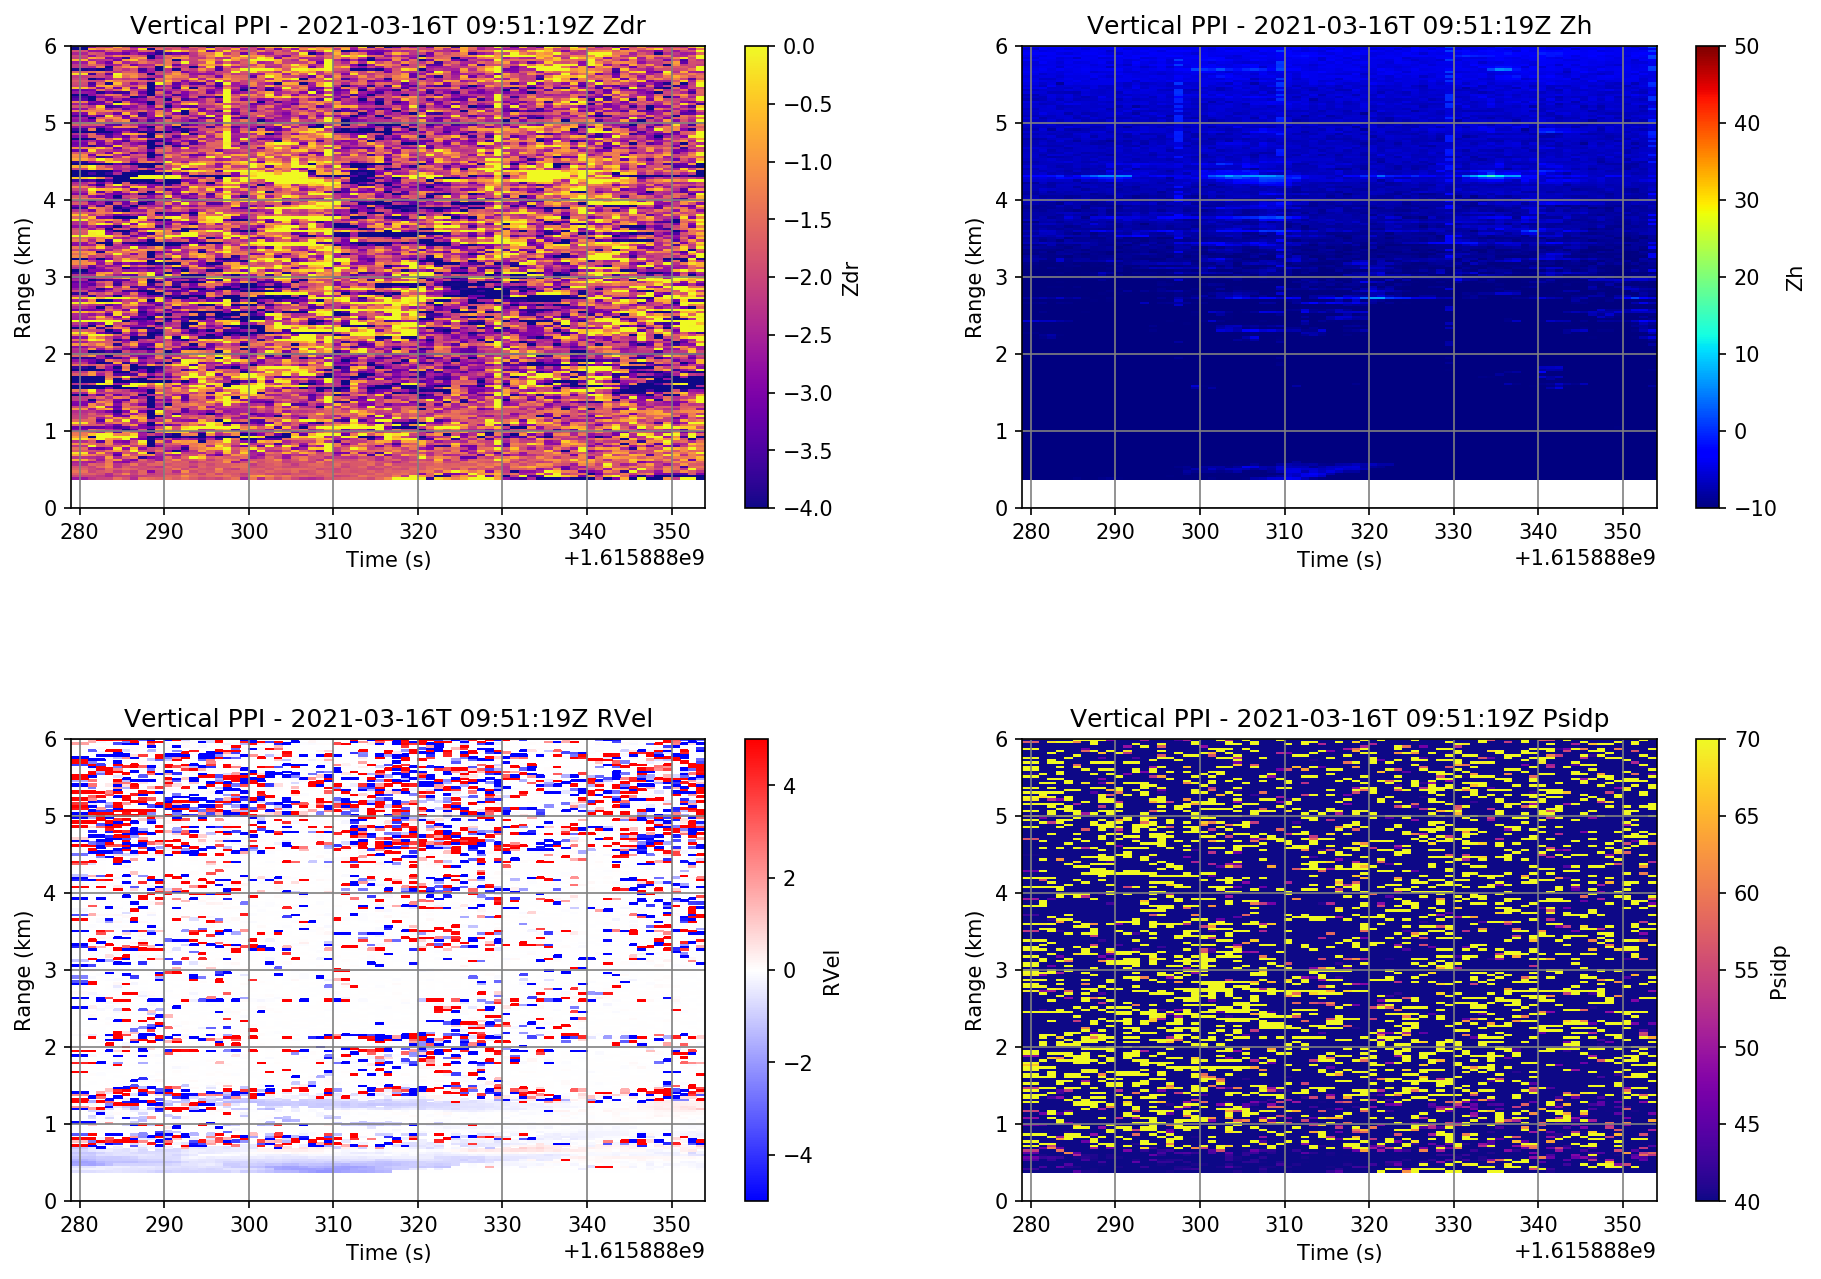 Vertical PPI - 2021-03-16T 09:51:19Z Zdr
6
5
4
3
2
1
0
Range (km)
280 290 300 310 320 330 340 350
Time (s)
+1.615888e9
0.0
−0.5
−1.0
−1.5
−2.0
−2.5
−3.0
−3.5
−4.0
Zdr
Vertical PPI - 2021-03-16T 09:51:19Z Zh
6
5
4
3
2
1
0
Range (km)
280 290 300 310 320 330 340 350
Time (s)
+1.615888e9
50
40
30
20
10
0
−10
Zh
Vertical PPI - 2021-03-16T 09:51:19Z RVel
6
5
4
3
2
1
0
Range (km)
280 290 300 310 320 330 340 350
Time (s)
+1.615888e9
4
2
0
−2
−4
RVel
Vertical PPI - 2021-03-16T 09:51:19Z Psidp
6
5
4
3
2
1
0
Range (km)
280 290 300 310 320 330 340 350
Time (s)
+1.615888e9
70
65
60
55
50
45
40
Psidp